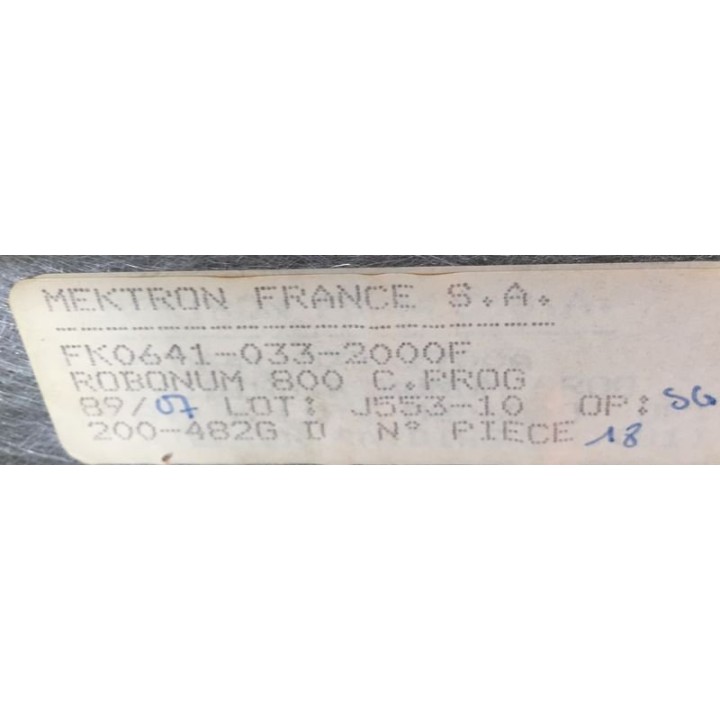 MEKTRON FRANCE S.A.
FK0641-033-2000F
ROBONUM 800 C.PROG
89/07 LOT: J553-10 OP: SG
200-482G D N° PIECE 18